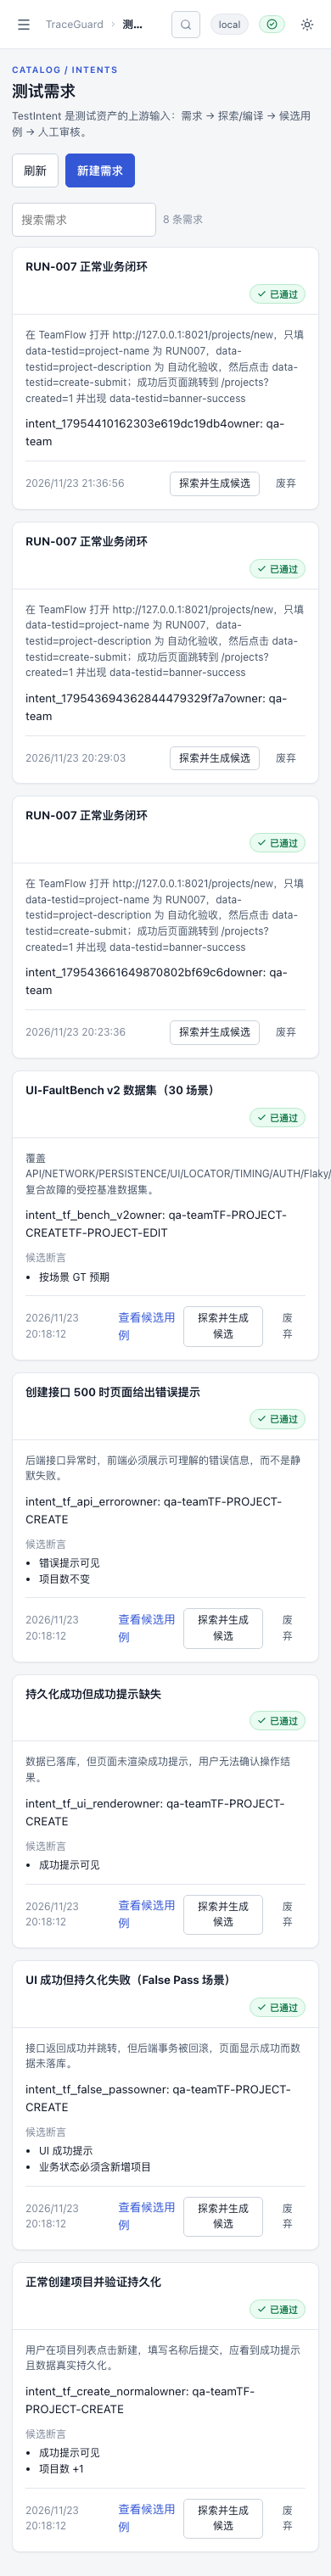 TraceGuard › 测...
local
CATALOG / INTENTS
测试需求
TestIntent 是测试资产的上游输入：需求 → 探索/编译 → 候选用
例 → 人工审核。
刷新
新建需求
搜索需求
8 条需求
RUN-007 正常业务闭环
已通过
在 TeamFlow 打开 http://127.0.0.1:8021/projects/new，只填
data-testid=project-name 为 RUN007，data-
testid=project-description 为 自动化验收，然后点击 data-
testid=create-submit；成功后页面跳转到 /projects?
created=1 并出现 data-testid=banner-success
intent_17954410162303e619dc19db4owner: qa-
team
2026/11/23 21:36:56
探索并生成候选
废弃
RUN-007 正常业务闭环
已通过
在 TeamFlow 打开 http://127.0.0.1:8021/projects/new，只填
data-testid=project-name 为 RUN007，data-
testid=project-description 为 自动化验收，然后点击 data-
testid=create-submit；成功后页面跳转到 /projects?
created=1 并出现 data-testid=banner-success
intent_179543694362844479329f7a7owner: qa-
team
2026/11/23 20:29:03
探索并生成候选
废弃
RUN-007 正常业务闭环
已通过
在 TeamFlow 打开 http://127.0.0.1:8021/projects/new，只填
data-testid=project-name 为 RUN007，data-
testid=project-description 为 自动化验收，然后点击 data-
testid=create-submit；成功后页面跳转到 /projects?
created=1 并出现 data-testid=banner-success
intent_179543661649870802bf69c6downer: qa-
team
2026/11/23 20:23:36
探索并生成候选
废弃
UI-FaultBench v2 数据集（30 场景）
已通过
覆盖
API/NETWORK/PERSISTENCE/UI/LOCATOR/TIMING/AUTH/Flaky/
复合故障的受控基准数据集。
intent_tf_bench_v2owner: qa-teamTF-PROJECT-
CREATETF-PROJECT-EDIT
候选断言
• 按场景 GT 预期
2026/11/23
20:18:12
查看候选用
例
探索并生成
候选
废
弃
创建接口 500 时页面给出错误提示
已通过
后端接口异常时，前端必须展示可理解的错误信息，而不是静
默失败。
intent_tf_api_errorowner: qa-teamTF-PROJECT-
CREATE
候选断言
• 错误提示可见
• 项目数不变
2026/11/23
20:18:12
查看候选用
例
探索并生成
候选
废
弃
持久化成功但成功提示缺失
已通过
数据已落库，但页面未渲染成功提示，用户无法确认操作结
果。
intent_tf_ui_renderowner: qa-teamTF-PROJECT-
CREATE
候选断言
• 成功提示可见
2026/11/23
20:18:12
查看候选用
例
探索并生成
候选
废
弃
UI 成功但持久化失败（False Pass 场景）
已通过
接口返回成功并跳转，但后端事务被回滚，页面显示成功而数
据未落库。
intent_tf_false_passowner: qa-teamTF-PROJECT-
CREATE
候选断言
• UI 成功提示
• 业务状态必须含新增项目
2026/11/23
20:18:12
查看候选用
例
探索并生成
候选
废
弃
正常创建项目并验证持久化
已通过
用户在项目列表点击新建，填写名称后提交，应看到成功提示
且数据真实持久化。
intent_tf_create_normalowner: qa-teamTF-
PROJECT-CREATE
候选断言
• 成功提示可见
• 项目数 +1
2026/11/23
20:18:12
查看候选用
例
探索并生成
候选
废
弃